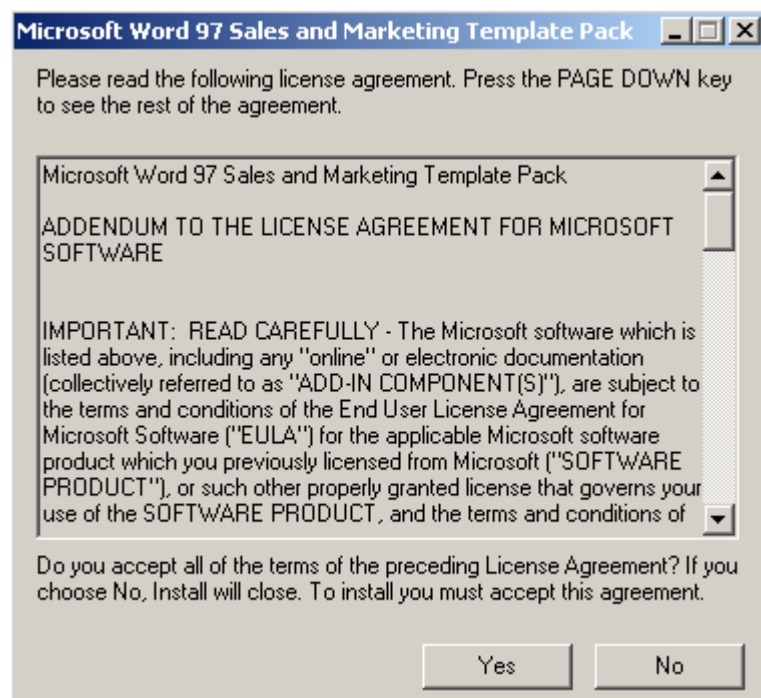 Microsoft Word 97 Sales and Marketing Template Pack
Please read the following license agreement. Press the PAGE DOWN key
to see the rest of the agreement.
Microsoft Word 97 Sales and Marketing Template Pack
ADDENDUM TO THE LICENSE AGREEMENT FOR MICROSOFT
SOFTWARE
IMPORTANT:  READ CAREFULLY - The Microsoft software which is
listed above, including any "online" or electronic documentation
(collectively referred to as "ADD-IN COMPONENT(S)"), are subject to
the terms and conditions of the End User License Agreement for
Microsoft Software ("EULA") for the applicable Microsoft software
product which you previously licensed from Microsoft ("SOFTWARE
PRODUCT"), or such other properly granted license that governs your
use of the SOFTWARE PRODUCT, and the terms and conditions of
Do you accept all of the terms of the preceding License Agreement? If you
choose No, Install will close. To install you must accept this agreement.
Yes No